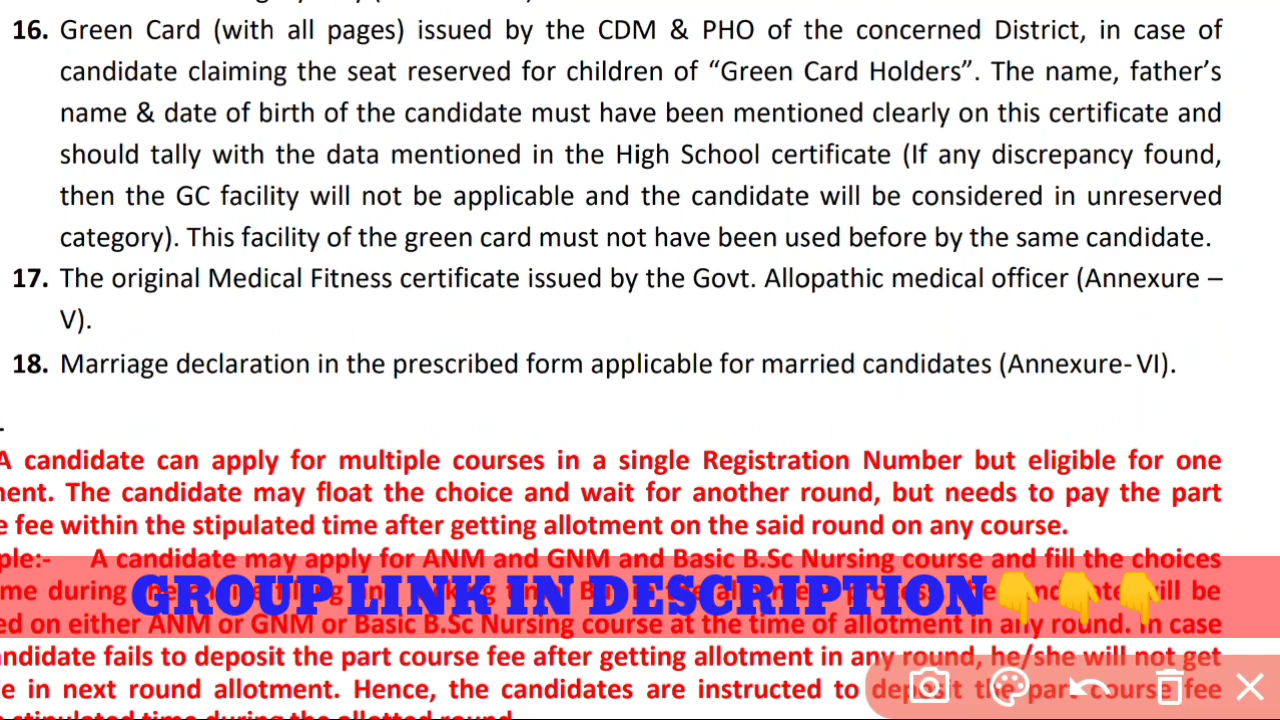 16. Green Card (with all pages) issued by the CDM & PHO of the concerned District, in case of
candidate claiming the seat reserved for children of “Green Card Holders”. The name, father’s
name & date of birth of the candidate must have been mentioned clearly on this certificate and
should tally with the data mentioned in the High School certificate (If any discrepancy found,
then the GC facility will not be applicable and the candidate will be considered in unreserved
category). This facility of the green card must not have been used before by the same candidate.
17. The original Medical Fitness certificate issued by the Govt. Allopathic medical officer (Annexure –
V).
18. Marriage declaration in the prescribed form applicable for married candidates (Annexure- VI).
A candidate can apply for multiple courses in a single Registration Number but eligible for one
The candidate may float the choice and wait for another round, but needs to pay the part
fee within the stipulated time after getting allotment on the said round on any course.
A candidate may apply for ANM and GNM and Basic B.Sc Nursing course and fill the choices
during
GROUP LINK IN DESCRIPTION👇👇👇
on either ANM or GNM or Basic B.Sc Nursing course at the time of allotment in any round. In case
fails to deposit the part course fee after getting allotment in any round, he/she will not get
in next round allotment. Hence, the candidates are instructed to deposit the part course fee
stipulated time during the allotted round.